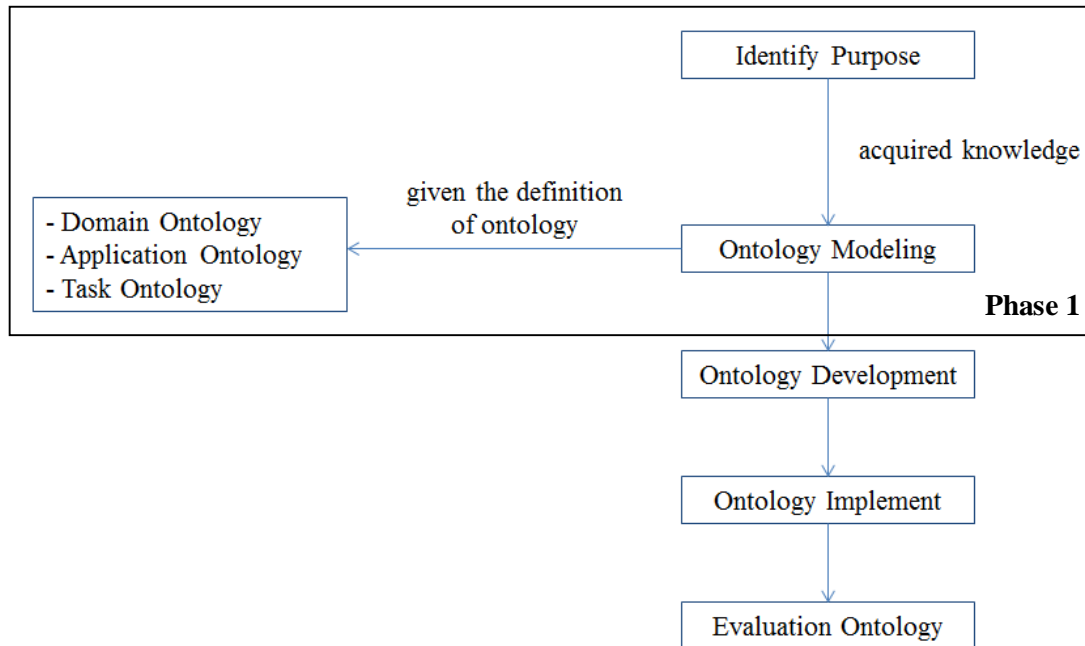 Identify Purpose
acquired knowledge
given the definition
of ontology
- Domain Ontology
- Application Ontology
- Task Ontology
Ontology Modeling
Phase 1
Ontology Development
Ontology Implement
Evaluation Ontology